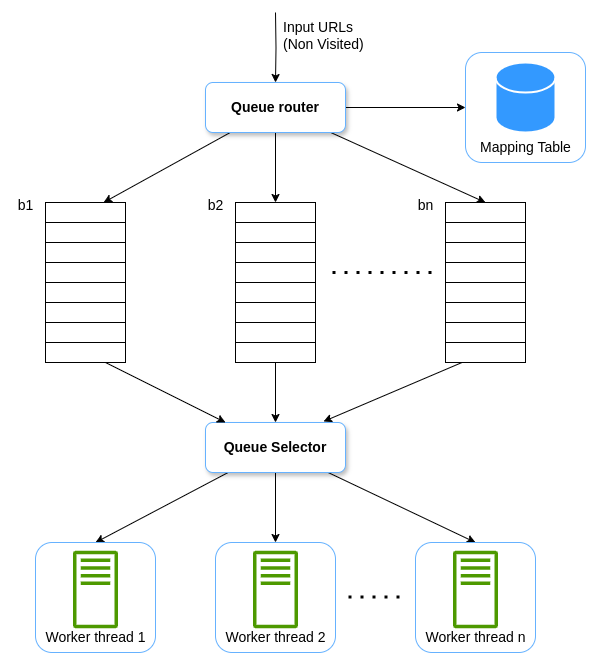 Input URLs
(Non Visited)
Queue router
Mapping Table
b1
b2
bn
Queue Selector
Worker thread 1
Worker thread 2
Worker thread n